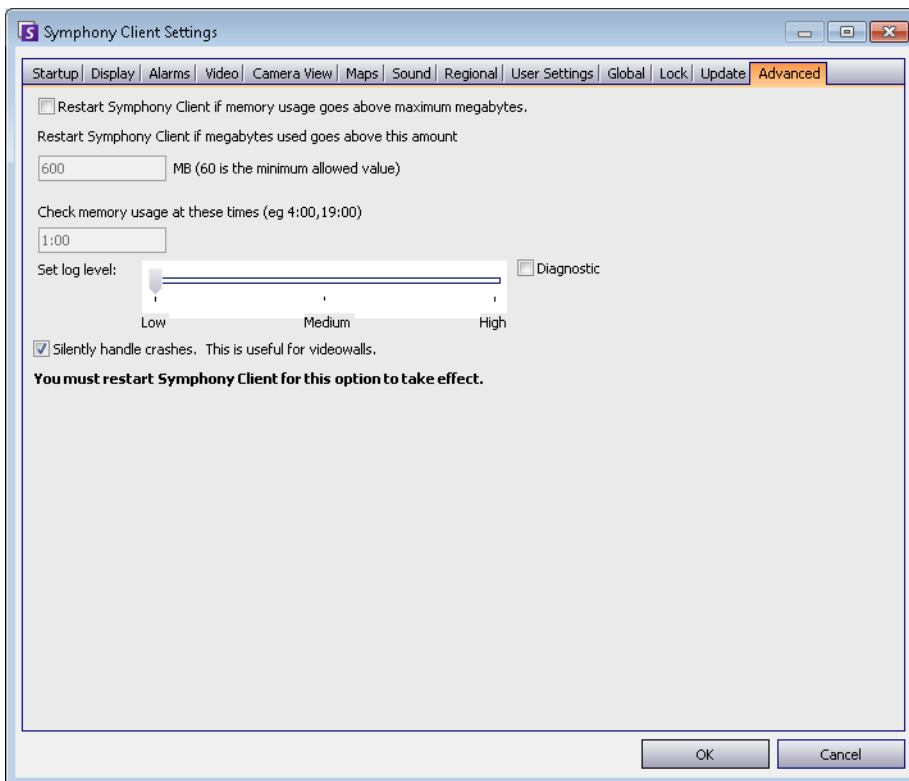 S Symphony Client Settings
Startup Display Alarms Video Camera View Maps Sound Regional User Settings Global Lock Update Advanced
Restart Symphony Client if memory usage goes above maximum megabytes.
Restart Symphony Client if megabytes used goes above this amount
600 MB (60 is the minimum allowed value)
Check memory usage at these times (eg 4:00,19:00)
1:00
Set log level: Diagnostic
Low Medium High
Silently handle crashes. This is useful for videowalls.
You must restart Symphony Client for this option to take effect.
OK Cancel